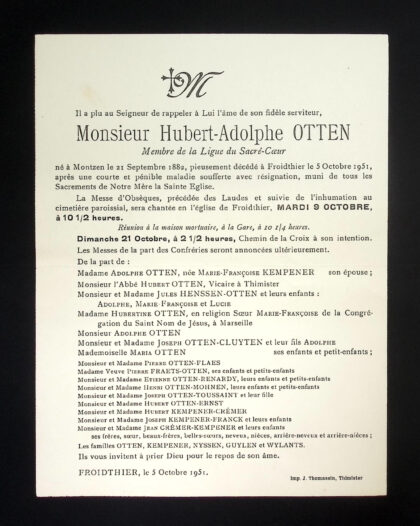 M
Il a plu au Seigneur de rappeler à Lui l'âme de son fidèle serviteur,
Monsieur Hubert-Adolphe OTTEN
Membre de la Ligue du Sacré-Cœur
né à Montzen le 21 Septembre 1882, pieusement décédé à Froidthier le 5 Octobre 1951,
après une courte et pénible maladie soufferte avec résignation, muni de tous les
Sacrements de Notre Mère la Sainte Eglise.
La Messe d'Obsèques, précédée des Laudes et suivie de l'inhumation au
cimetière paroissial, sera chantée en l'église de Froidthier, MARDI 9 OCTOBRE,
à 10 1/2 heures.
Réunion à la maison mortuaire, à la Gare, à 10 1/4 heures.
Dimanche 21 Octobre, à 2 1/2 heures, Chemin de la Croix à son intention.
Les Messes de la part des Confréries seront annoncées ultérieurement.
De la part de :
Madame ADOLPHE OTTEN, née MARIE-FRANÇOISE KEMPENER son épouse ;
Monsieur l'Abbé HUBERT OTTEN, Vicaire à Thimister
Monsieur et Madame JULES HENSSEN-OTTEN et leurs enfants :
ADOLPHE, MARIE-FRANÇOISE et LUCIE
Madame HUBERTINE OTTEN, en religion Sœur MARIE-FRANÇOISE de la Congré-
gation du Saint Nom de Jésus, à Marseille
Monsieur ADOLPHE OTTEN
Monsieur et Madame JOSEPH OTTEN-CLUYTEN et leur fils ADOLPHE
Mademoiselle MARIA OTTEN ses enfants et petits-enfants ;
Monsieur et Madame PIERRE OTTEN-FLAES
Madame Veuve PIERRE FRAETS-OTTEN, ses enfants et petits-enfants
Monsieur et Madame ETIENNE OTTEN-RENARDY, leurs enfants et petits-enfants
Monsieur et Madame HENRI OTTEN-MOHNEN, leurs enfants et petits-enfants
Monsieur et Madame JOSEPH OTTEN-TOUSSAINT et leur fille
Monsieur et Madame HUBERT OTTEN-ERNST
Monsieur et Madame HUBERT KEMPENER-CRÉMER
Monsieur et Madame JOSEPH KEMPENER-FRANCK et leurs enfants
Monsieur et Madame JEAN CRÉMER-KEMPENER et leurs enfants
ses frères, sœur, beaux-frères, belles-sœurs, neveux, nièces, arrière-neveux et arrière-nièces ;
Les familles OTTEN, KEMPENER, NYSSEN, GUYLEN et WYLANTS.
Ils vous invitent à prier Dieu pour le repos de son âme.
FROIDTHIER, le 5 Octobre 1951.
Imp. J. Thomassin, Thimister